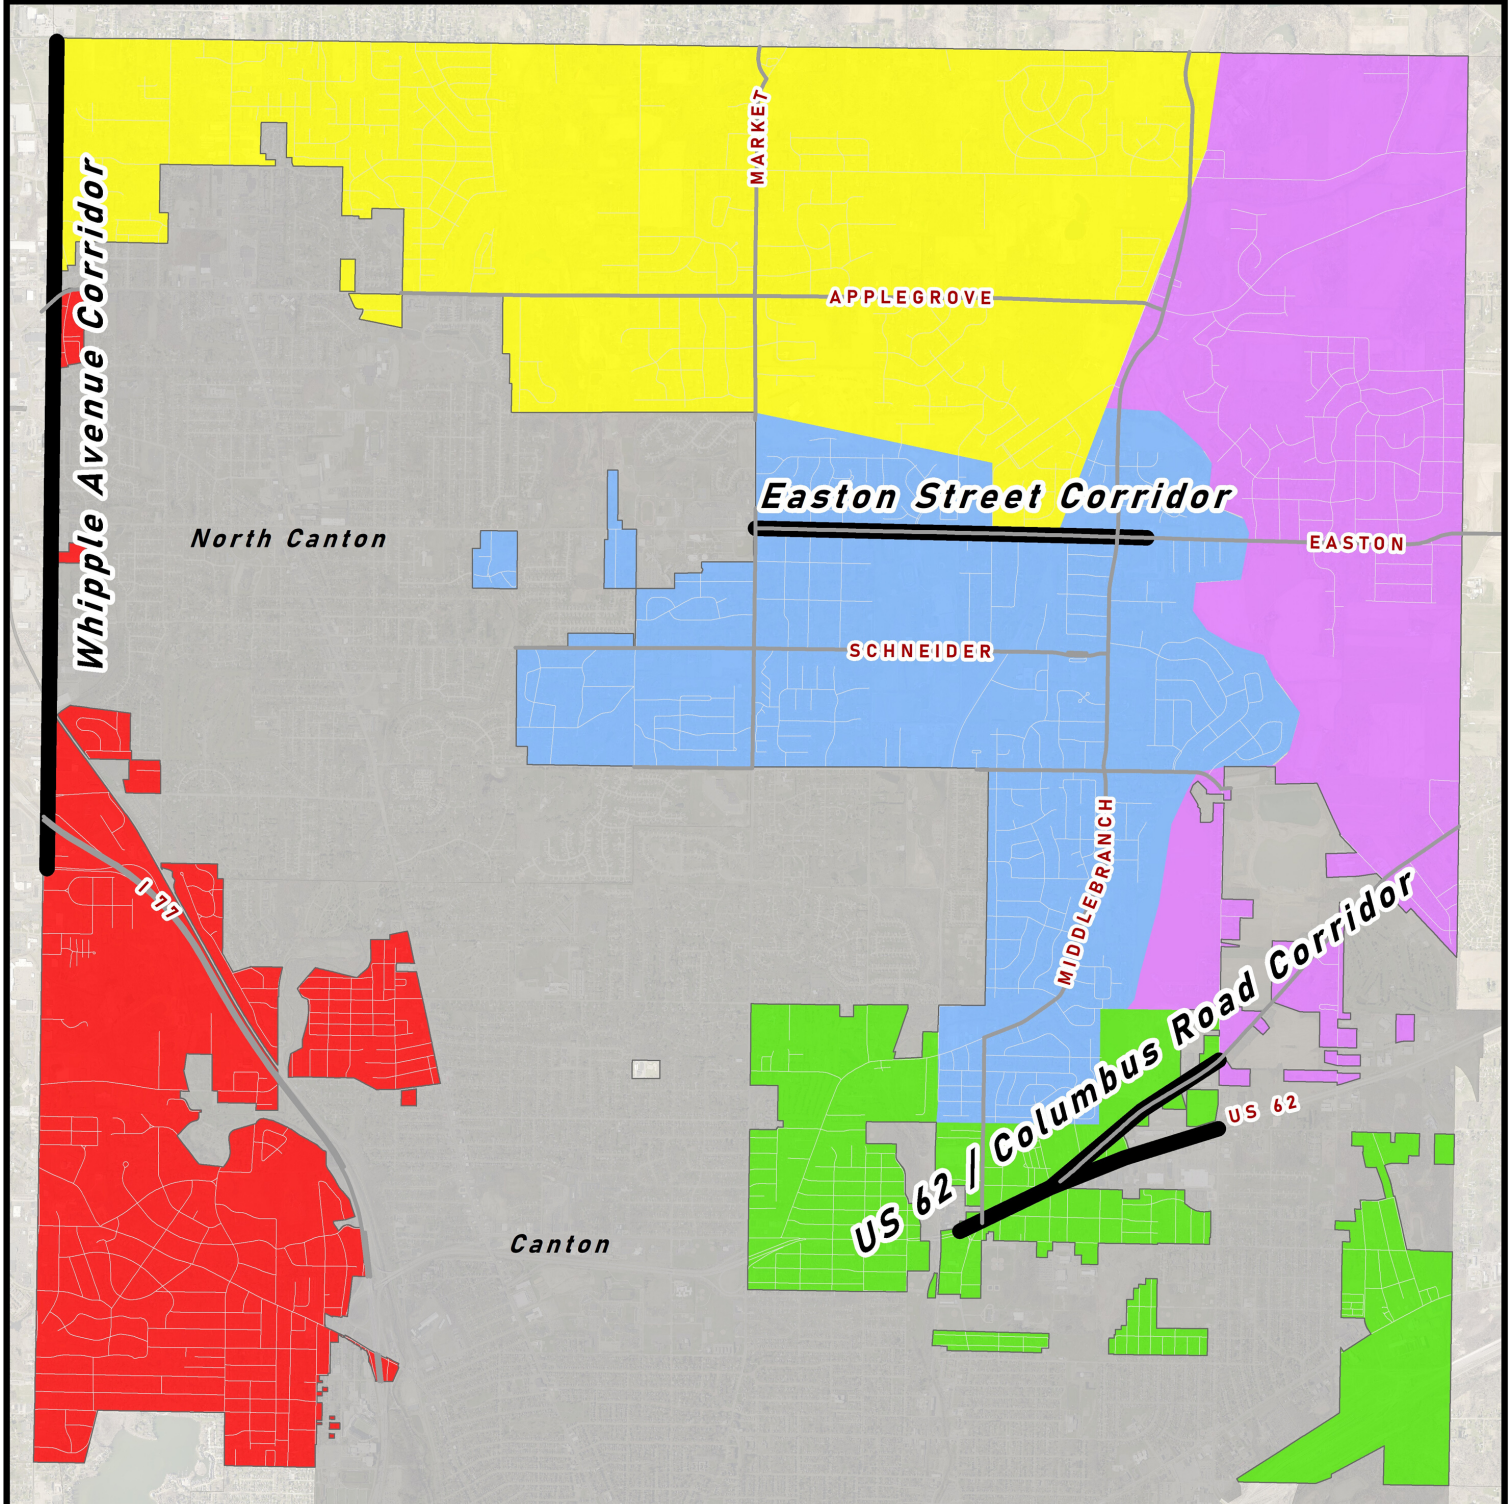 MARKET
Whipple Avenue Corridor
APPLEGROVE
Easton Street Corridor
North Canton
EASTON
SCHNEIDER
MIDDLEBRANCH
I 77
US 62 / Columbus Road Corridor
US 62
Canton